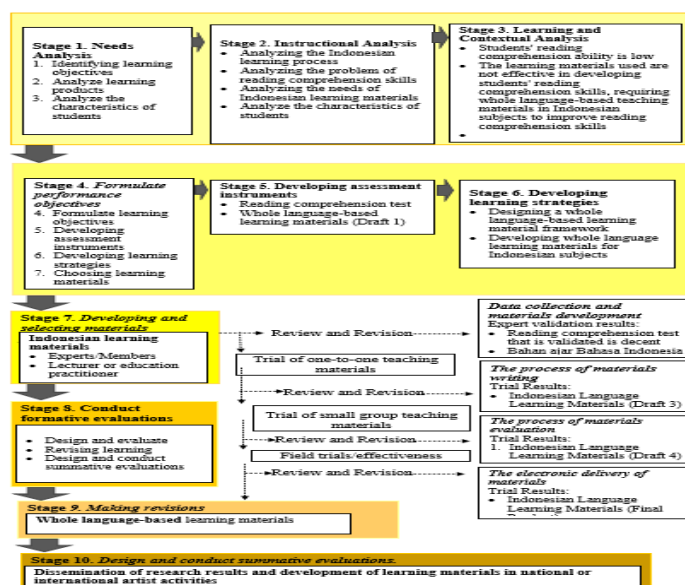 Stage 1. Needs
Analysis
1. Identifying learning
objectives
2. Analyze learning
products
3. Analyze the
characteristics of
students
Stage 2. Instructional Analysis
• Analyzing the Indonesian
learning process
• Analyzing the problem of
reading comprehension skills
• Analyzing the needs of
Indonesian learning materials
• Analyze the characteristics of
students
Stage 3. Learning and
Contextual Analysis
• Students' reading
comprehension ability is low
• The learning materials used are
not effective in developing
students' reading
comprehension skills, requiring
whole language-based teaching
materials in Indonesian
subjects to improve reading
comprehension skills
•
Stage 4. Formulate
performance
objectives
4. Formulate learning
objectives
5. Developing
assessment
instruments
6. Developing learning
strategies
7. Choosing learning
materials
Stage 5. Developing assessment
instruments
• Reading comprehension test
• Whole language-based
learning materials (Draft 1)
Stage 6. Developing
learning strategies
• Designing a whole
language-based learning
material framework
• Developing whole language
learning materials for
Indonesian subjects
Stage 7. Developing and
selecting materials
Indonesian learning
materials
• Experts/Members
• Lecturer or education
practitioner
Review and Revision
Data collection and
materials development
Expert validation results:
• Reading comprehension test
that is validated is decent
• Bahan ajar Bahasa Indonesia
Trial of one-to-one teaching
materials
Review and Revision
The process of materials
writing
Trial Results:
• Indonesian Language
Learning Materials (Draft 3)
Stage 8. Conduct
formative evaluations
• Design and evaluate
• Revising learning
• Design and conduct
summative evaluations
Trial of small group teaching
materials
Review and Revision
The process of materials
evaluation
Trial Results:
1. Indonesian Language
Learning Materials (Draft 4)
Field trials/effectiveness
Review and Revision
The electronic delivery of
materials
Trial Results:
• Indonesian Language
Learning Materials (Final
Stage 9. Making revisions
Whole language-based learning materials
Stage 10. Design and conduct summative evaluations.
Dissemination of research results and development of learning materials in national or
international artist activities